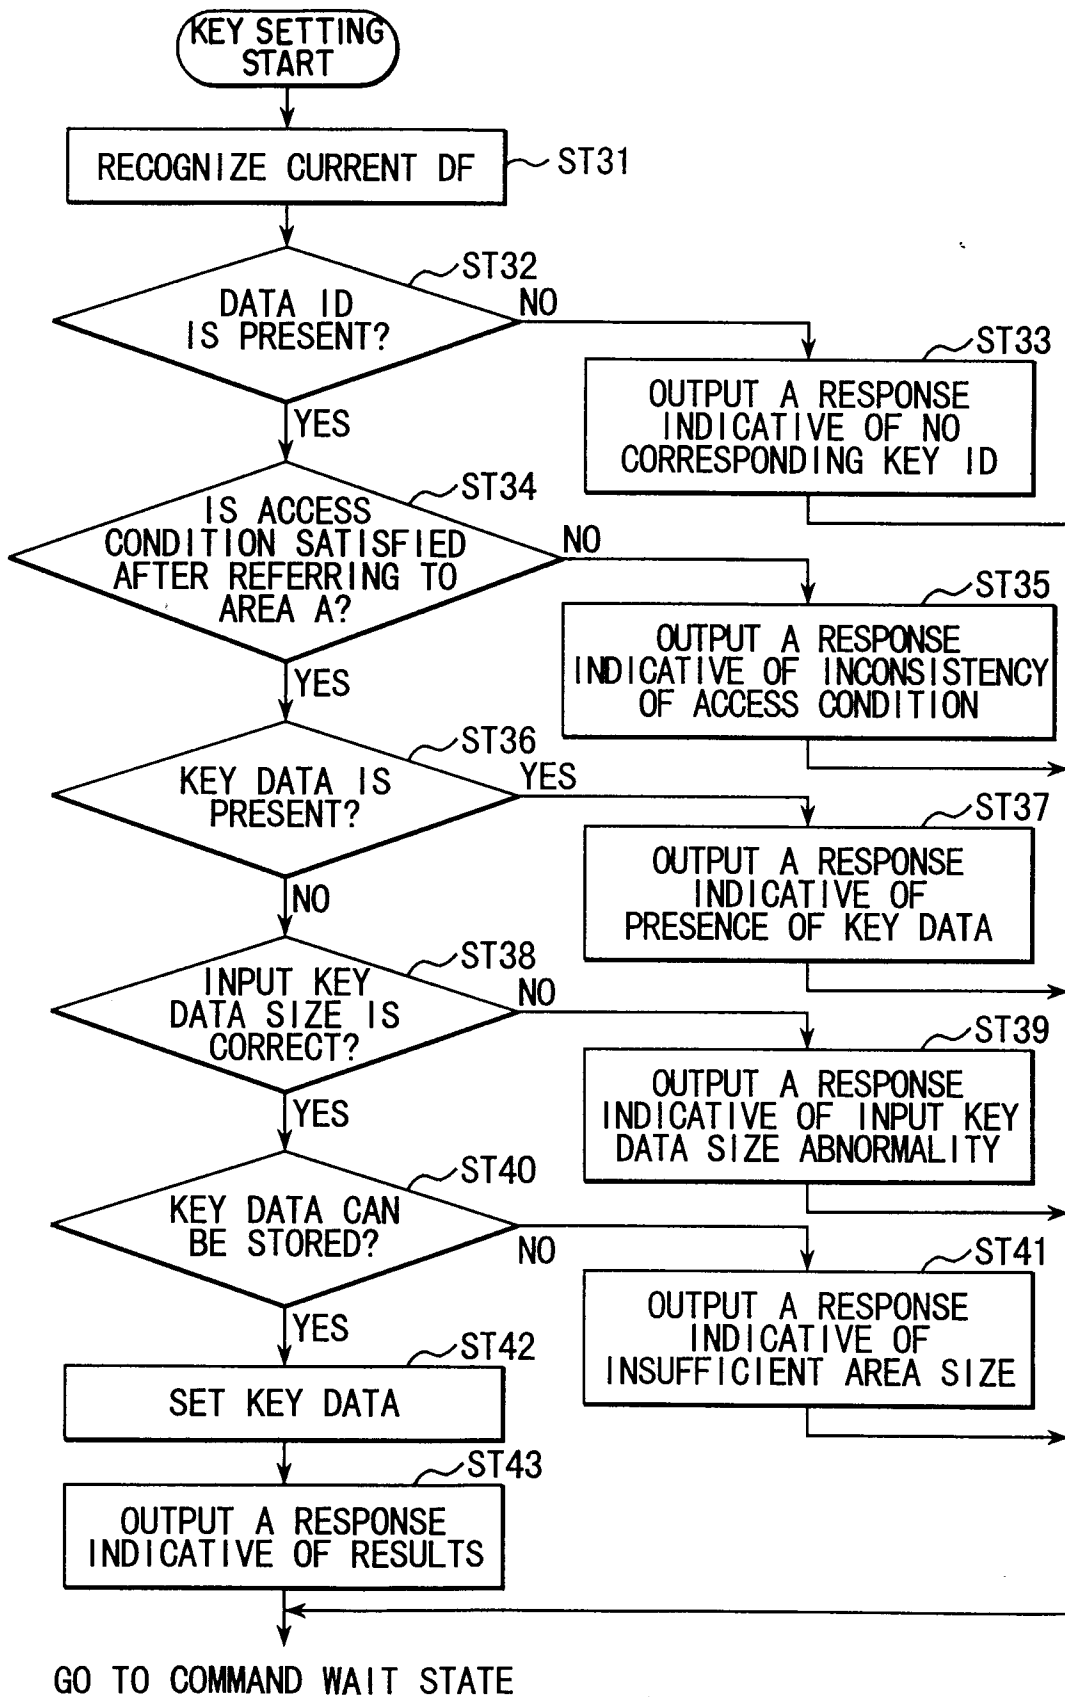 KEY SETTING
START
RECOGNIZE CURRENT DF
ST31
ST32
DATA ID
IS PRESENT?
NO
YES
ST33
OUTPUT A RESPONSE
INDICATIVE OF NO
CORRESPONDING KEY ID
ST34
IS ACCESS
CONDITION SATISFIED
AFTER REFERRING TO
AREA A?
NO
YES
ST35
OUTPUT A RESPONSE
INDICATIVE OF INCONSISTENCY
OF ACCESS CONDITION
ST36
KEY DATA IS
PRESENT?
YES
NO
ST37
OUTPUT A RESPONSE
INDICATIVE OF
PRESENCE OF KEY DATA
ST38
INPUT KEY
DATA SIZE IS
CORRECT?
NO
YES
ST39
OUTPUT A RESPONSE
INDICATIVE OF INPUT KEY
DATA SIZE ABNORMALITY
ST40
KEY DATA CAN
BE STORED?
NO
YES
ST41
OUTPUT A RESPONSE
INDICATIVE OF
INSUFFICIENT AREA SIZE
ST42
SET KEY DATA
ST43
OUTPUT A RESPONSE
INDICATIVE OF RESULTS
GO TO COMMAND WAIT STATE